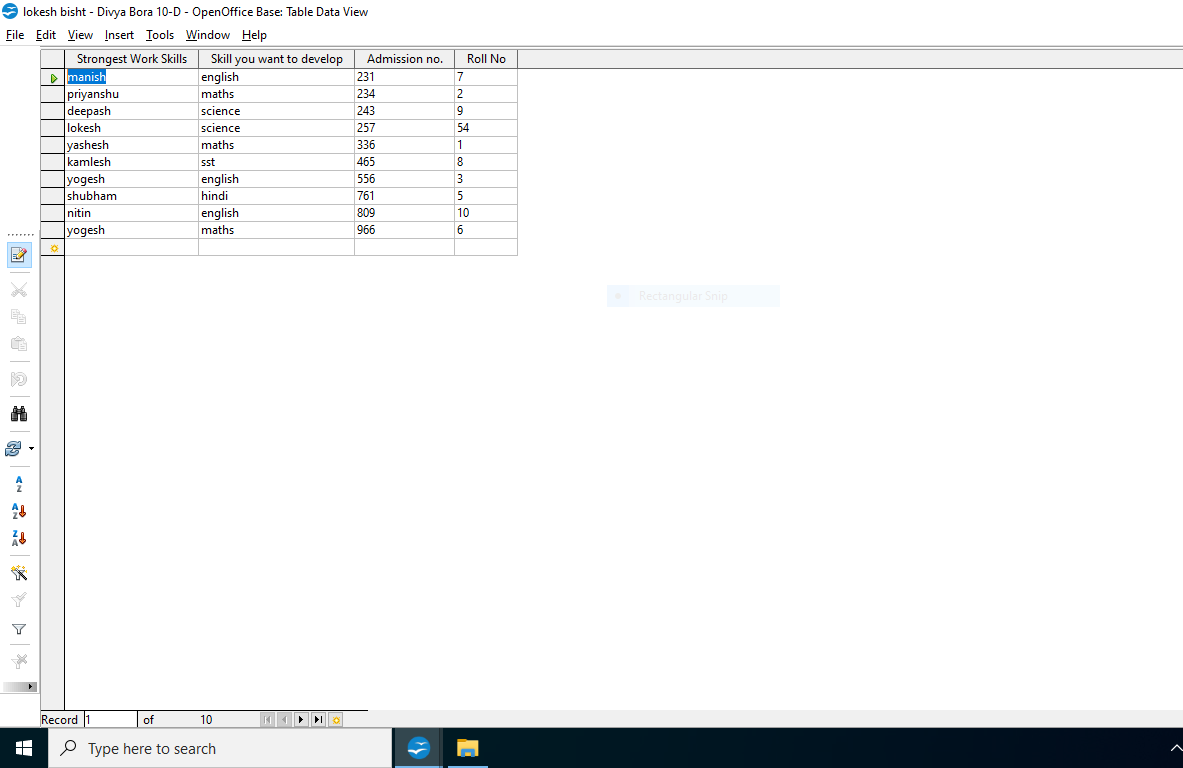 lokesh bisht - Divya Bora 10-D - OpenOffice Base: Table Data View
File Edit View Insert Tools Window Help
Strongest Work Skills Skill you want to develop Admission no. Roll No
manish english 231 7
priyanshu maths 234 2
deepash science 243 9
lokesh science 257 54
yashesh maths 336 1
kamlesh sst 465 8
yogesh english 556 3
shubham hindi 761 5
nitin english 809 10
yogesh maths 966 6
Rectangular Snip
A
Z
A
Z
Z
A
Record 1 of 10
Type here to search